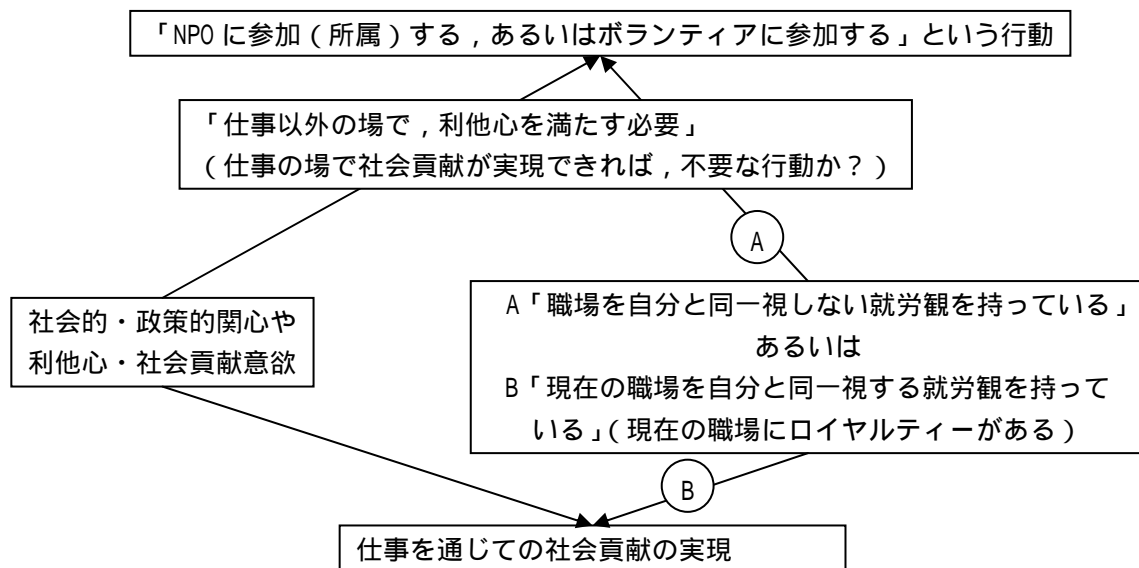 「NPO に参加（所属）する，あるいはボランティアに参加する」という行動
「仕事以外の場で，利他心を満たす必要」
（仕事の場で社会貢献が実現できれば，不要な行動か？）
A
社会的・政策的関心や
利他心・社会貢献意欲
A「職場を自分と同一視しない就労観を持っている」
あるいは
B「現在の職場を自分と同一視する就労観を持って
いる」（現在の職場にロイヤルティーがある）
B
仕事を通じての社会貢献の実現